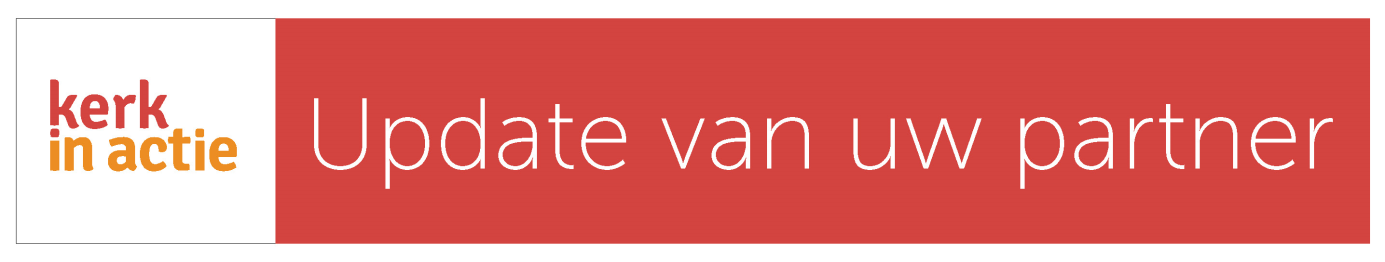 kerk
in actie
Update van uw partner